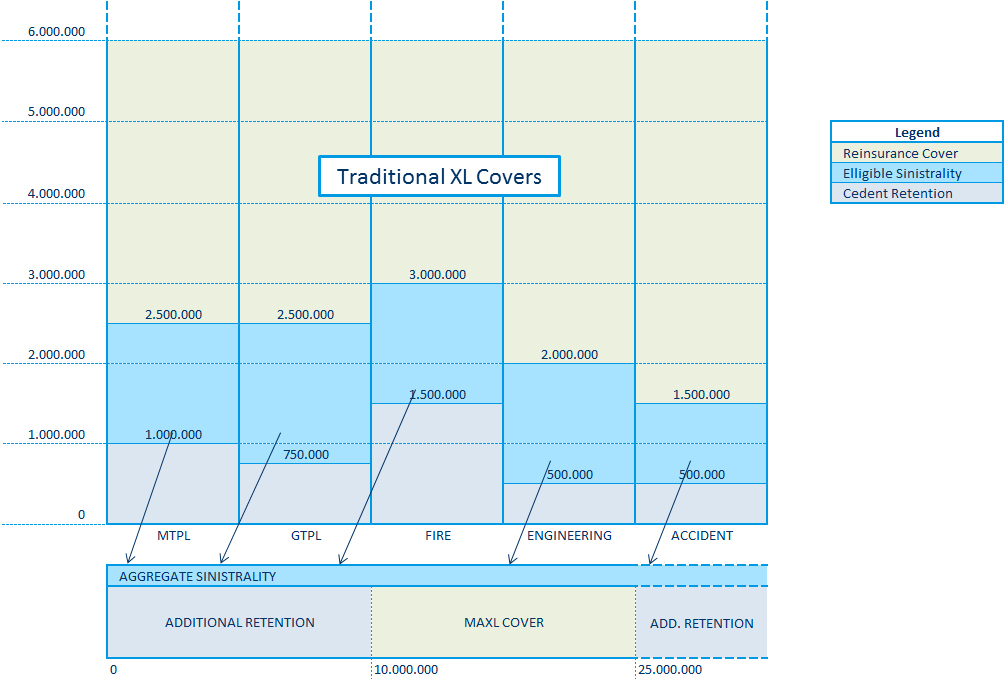 6.000.000
5.000.000
4.000.000
3.000.000
2.000.000
1.000.000
0
Traditional XL Covers
2.500.000
1.000.000
2.500.000
750.000
3.000.000
1.500.000
2.000.000
500.000
1.500.000
500.000
MTPL
GTPL
FIRE
ENGINEERING
ACCIDENT
Legend
Reinsurance Cover
Elligible Sinistrality
Cedent Retention
AGGREGATE SINISTRALITY
ADDITIONAL RETENTION
MAXL COVER
ADD. RETENTION
0
10.000.000
25.000.000